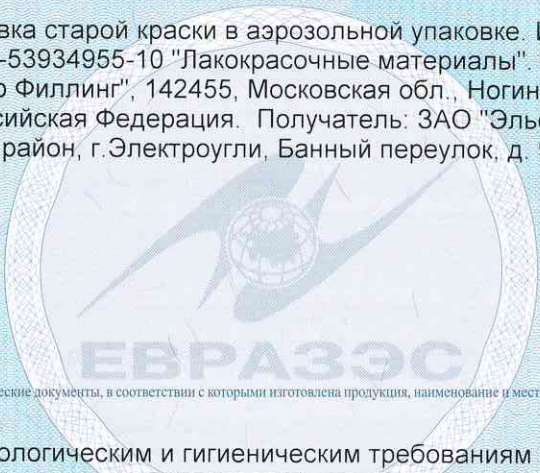 вка старой краски в аэрозольной упаковке.
-53934955-10 "Лакокрасочные материалы".
р Филлинг", 142455, Московская обл., Ногин
сийская Федерация. Получатель: ЗАО "Эльф
район, г.Электроугли, Банный переулок, д.
ЕВРАЗЭС
еские документы, в соответствии с которыми изготовлена продукция, наименование и мест
ологическим и гигиеническим требованиям